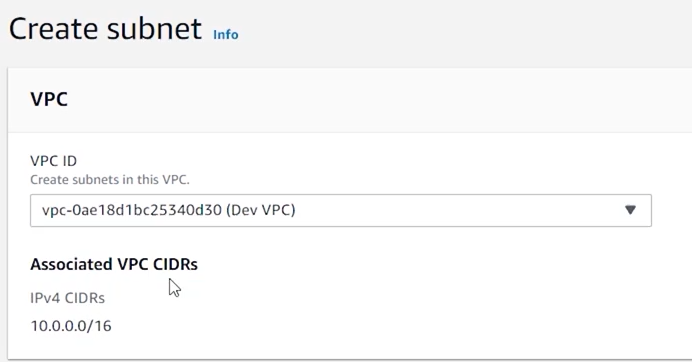 Create subnet Info
VPC
VPC ID
Create subnets in this VPC.
vpc-0ae18d1bc25340d30 (Dev VPC)
Associated VPC CIDRs
IPv4 CIDRs
10.0.0.0/16